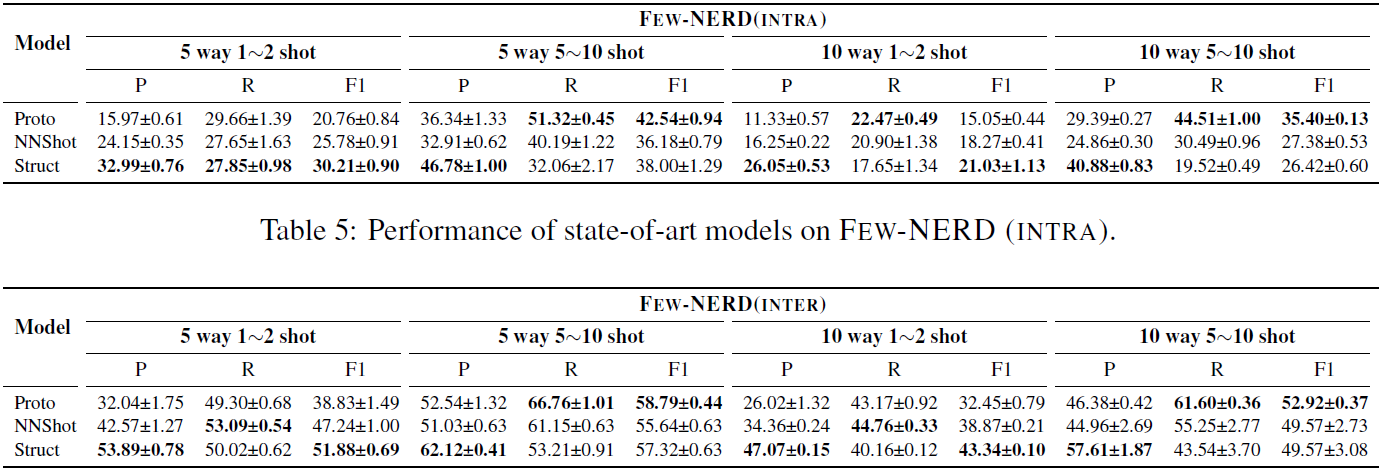 FEW-NERD(INTRA)
Model
5 way 1∼2 shot 5 way 5∼10 shot 10 way 1∼2 shot 10 way 5∼10 shot
P R F1 P R F1 P R F1 P R F1
Proto 15.97±0.61 29.66±1.39 20.76±0.84 36.34±1.33 51.32±0.45 42.54±0.94 11.33±0.57 22.47±0.49 15.05±0.44 29.39±0.27 44.51±1.00 35.40±0.13
NNShot 24.15±0.35 27.65±1.63 25.78±0.91 32.91±0.62 40.19±1.22 36.18±0.79 16.25±0.22 20.90±1.38 18.27±0.41 24.86±0.30 30.49±0.96 27.38±0.53
Struct 32.99±0.76 27.85±0.98 30.21±0.90 46.78±1.00 32.06±2.17 38.00±1.29 26.05±0.53 17.65±1.34 21.03±1.13 40.88±0.83 19.52±0.49 26.42±0.60
Table 5: Performance of state-of-art models on FEW-NERD (INTRA).
FEW-NERD(INTER)
Model
5 way 1∼2 shot 5 way 5∼10 shot 10 way 1∼2 shot 10 way 5∼10 shot
P R F1 P R F1 P R F1 P R F1
Proto 32.04±1.75 49.30±0.68 38.83±1.49 52.54±1.32 66.76±1.01 58.79±0.44 26.02±1.32 43.17±0.92 32.45±0.79 46.38±0.42 61.60±0.36 52.92±0.37
NNShot 42.57±1.27 53.09±0.54 47.24±1.00 51.03±0.63 61.15±0.63 55.64±0.63 34.36±0.24 44.76±0.33 38.87±0.21 44.96±2.69 55.25±2.77 49.57±2.73
Struct 53.89±0.78 50.02±0.62 51.88±0.69 62.12±0.41 53.21±0.91 57.32±0.63 47.07±0.15 40.16±0.12 43.34±0.10 57.61±1.87 43.54±3.70 49.57±3.08